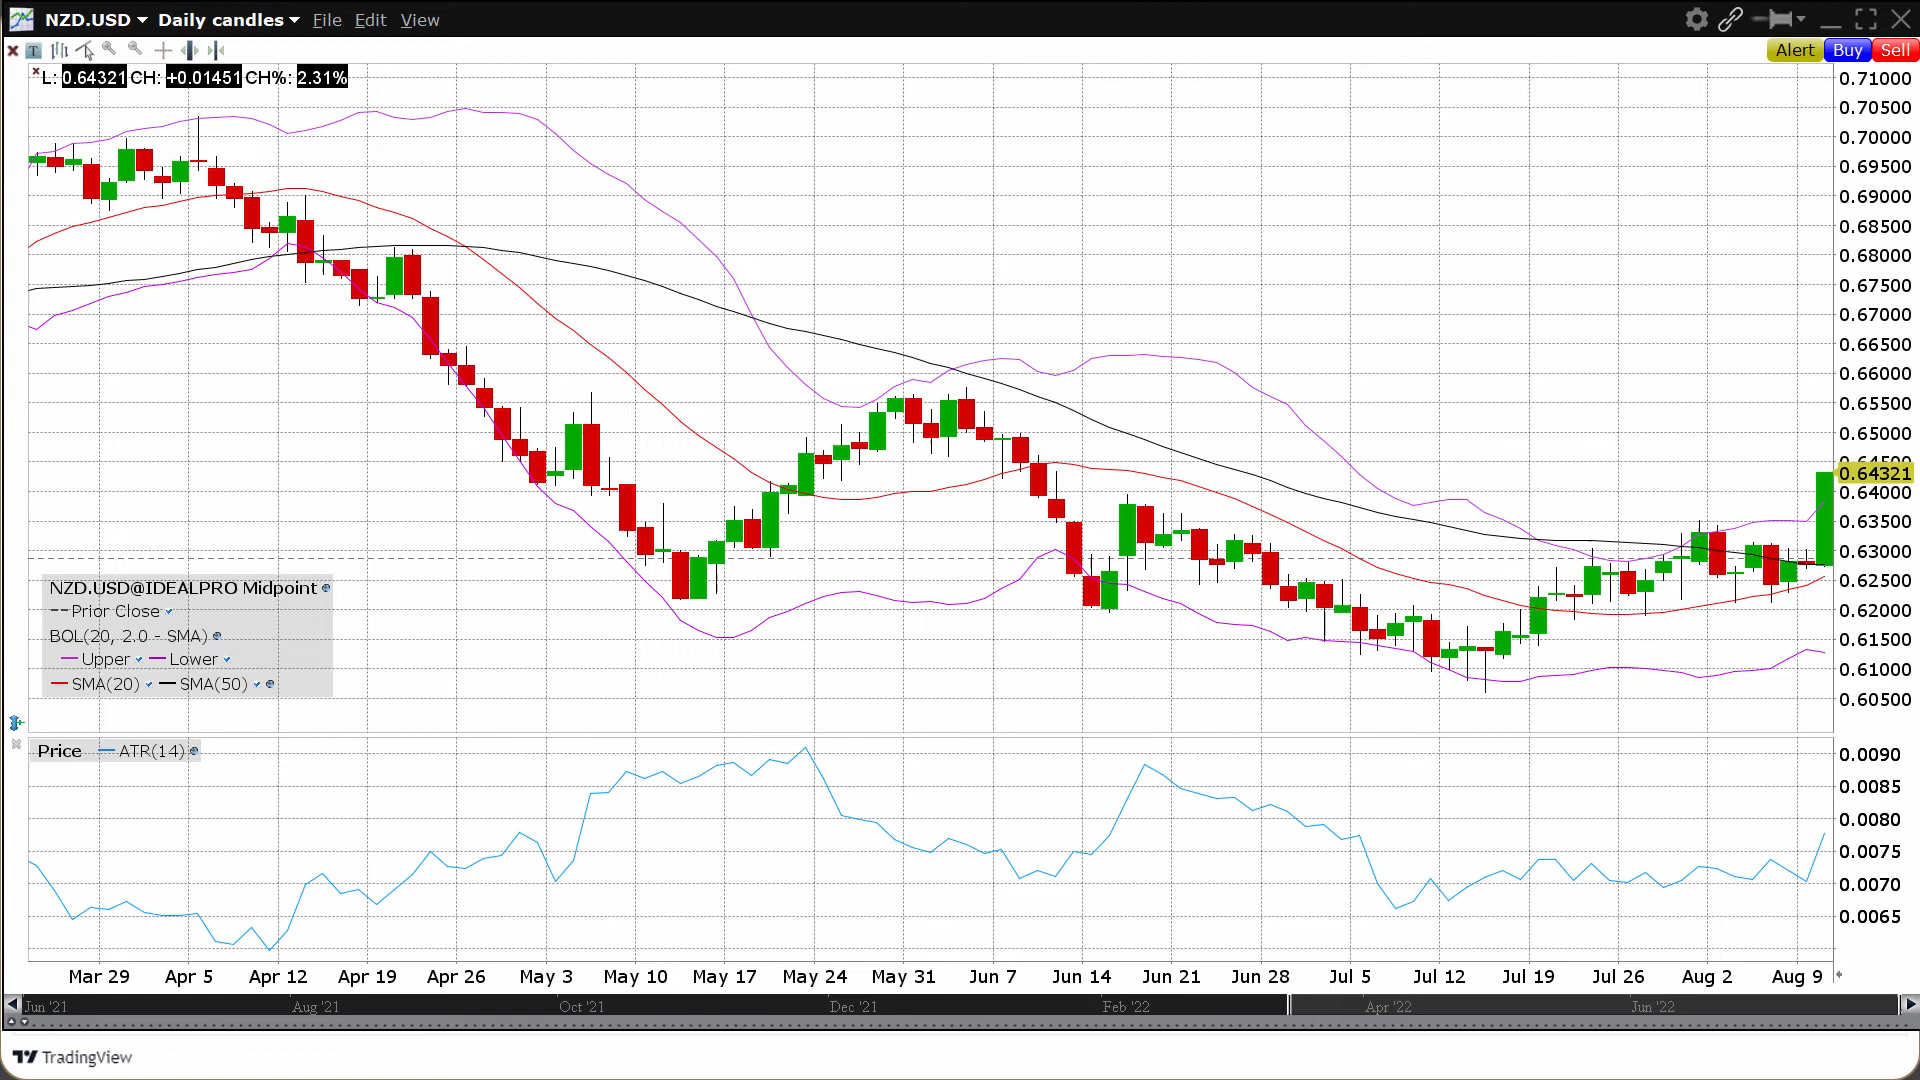 NZD.USD Daily candles File Edit View
T Alert Buy Sell
L: 0.64321 CH: +0.01451 CH%: 2.31%
0.71000
0.70500
0.70000
0.69500
0.69000
0.68500
0.68000
0.67500
0.67000
0.66500
0.66000
0.65500
0.65000
0.64500
0.64321
0.64000
0.63500
0.63000
0.62500
0.62000
0.61500
0.61000
0.60500
NZD.USD@IDEALPRO Midpoint
Prior Close
BOL(20, 2.0 - SMA)
Upper Lower
SMA(20) SMA(50)
Price ATR(14)
0.0090
0.0085
0.0080
0.0075
0.0070
0.0065
Mar 29 Apr 5 Apr 12 Apr 19 Apr 26 May 3 May 10 May 17 May 24 May 31 Jun 7 Jun 14 Jun 21 Jun 28 Jul 5 Jul 12 Jul 19 Jul 26 Aug 2 Aug 9
Jun '21 Aug '21 Oct '21 Dec '21 Feb '22 Apr '22 Jun '22
TradingView